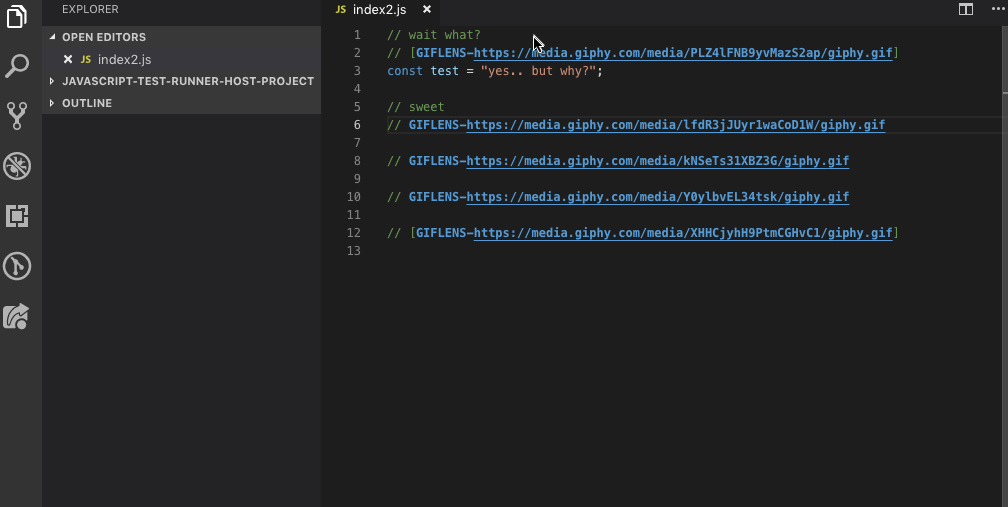 EXPLORER
OPEN EDITORS
JS index2.js
JAVASCRIPT-TEST-RUNNER-HOST-PROJECT
OUTLINE
JS index2.js
1 // wait what?
2 // [GIFLENS-https://media.giphy.com/media/PLZ4lFNB9yvMazS2ap/giphy.gif]
3 const test = "yes.. but why?";
4
5 // sweet
6 // GIFLENS-https://media.giphy.com/media/lfdR3jJUyr1waCoD1W/giphy.gif
7
8 // GIFLENS-https://media.giphy.com/media/kNSeTs31XBZ3G/giphy.gif
9
10 // GIFLENS-https://media.giphy.com/media/Y0ylbvEL34tsk/giphy.gif
11
12 // [GIFLENS-https://media.giphy.com/media/XHHCjyhH9PtmCGHvC1/giphy.gif]
13